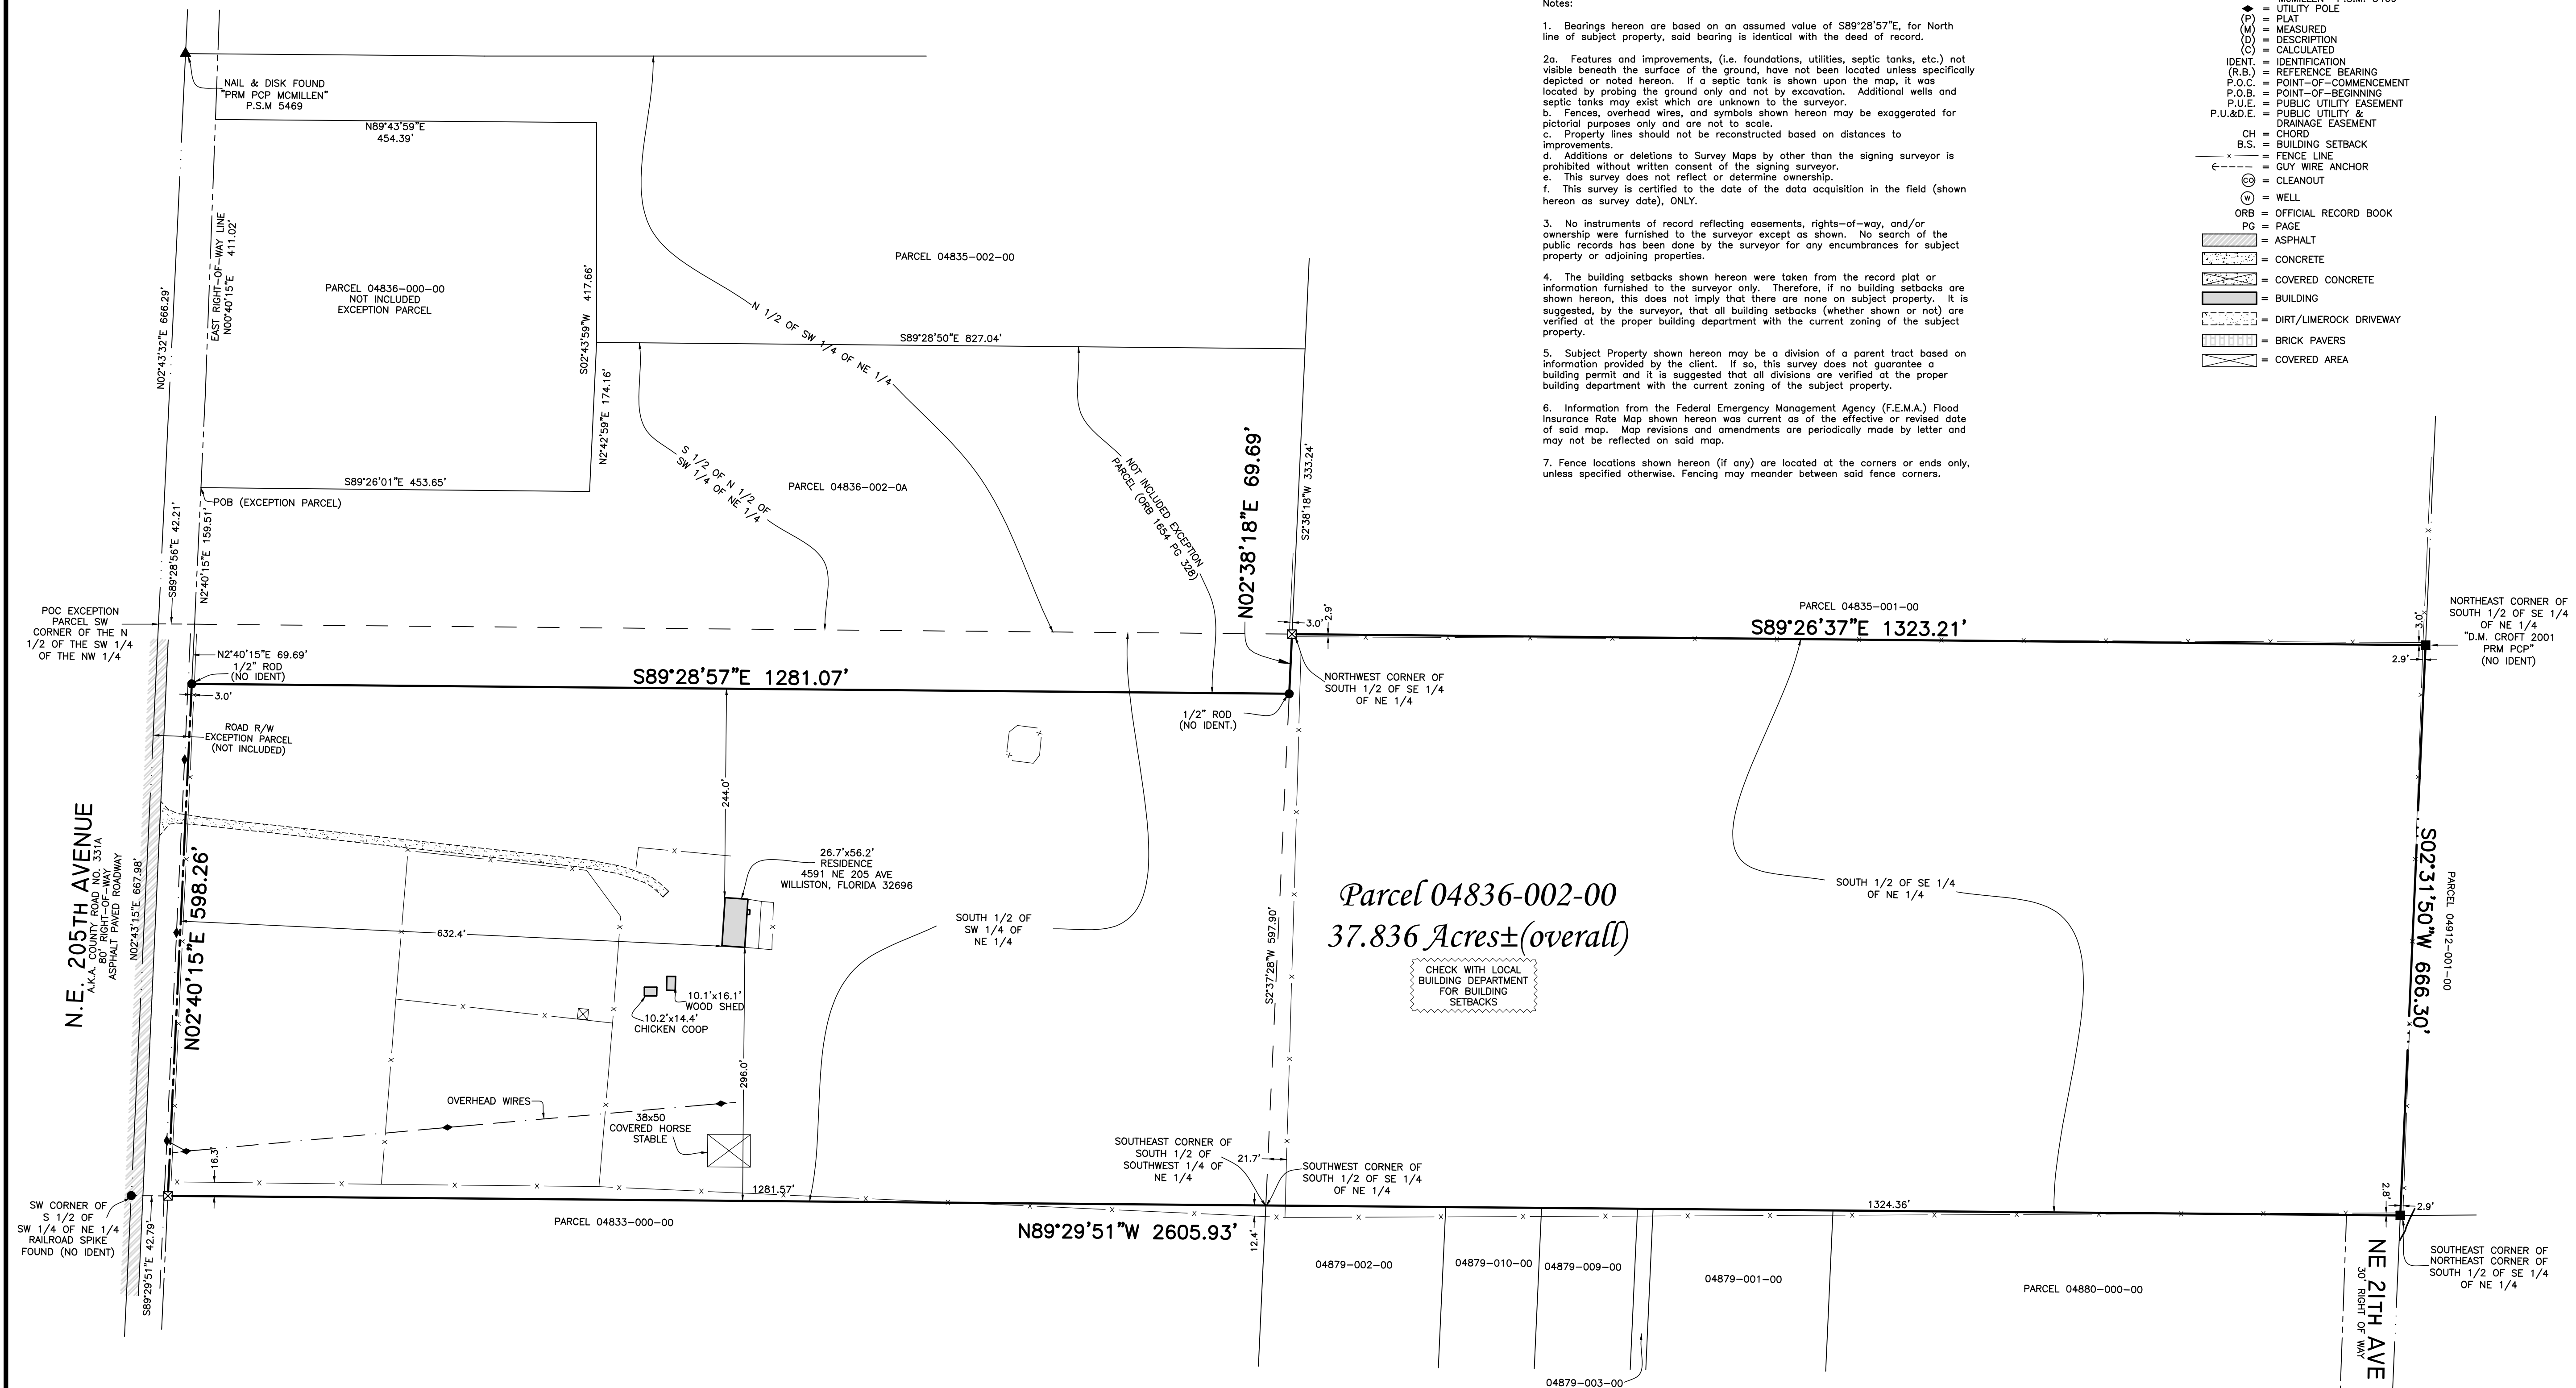 Notes:
1. Bearings hereon are based on an assumed value of S89°28'57"E, for North
line of subject property, said bearing is identical with the deed of record.
2a. Features and improvements, (i.e. foundations, utilities, septic tanks, etc.) not
visible beneath the surface of the ground, have not been located unless specifically
depicted or noted hereon. If a septic tank is shown upon the map, it was
located by probing the ground only and not by excavation. Additional wells and
septic tanks may exist which are unknown to the surveyor.
b. Fences, overhead wires, and symbols shown hereon may be exaggerated for
pictorial purposes only and are not to scale.
c. Property lines should not be reconstructed based on distances to
improvements.
d. Additions or deletions to Survey Maps by other than the signing surveyor is
prohibited without written consent of the signing surveyor.
e. This survey does not reflect or determine ownership.
f. This survey is certified to the date of the data acquisition in the field (shown
hereon as survey date), ONLY.
3. No instruments of record reflecting easements, rights-of-way, and/or
ownership were furnished to the surveyor except as shown. No search of the
public records has been done by the surveyor for any encumbrances for subject
property or adjoining properties.
4. The building setbacks shown hereon were taken from the record plat or
information furnished to the surveyor only. Therefore, if no building setbacks are
shown hereon, this does not imply that there are none on subject property. It is
suggested, by the surveyor, that all building setbacks (whether shown or not) are
verified at the proper building department with the current zoning of the subject
property.
5. Subject Property shown hereon may be a division of a parent tract based on
information provided by the client. If so, this survey does not guarantee a
building permit and it is suggested that all divisions are verified at the proper
building department with the current zoning of the subject property.
6. Information from the Federal Emergency Management Agency (F.E.M.A.) Flood
Insurance Rate Map shown hereon was current as of the effective or revised date
of said map. Map revisions and amendments are periodically made by letter and
may not be reflected on said map.
7. Fence locations shown hereon (if any) are located at the corners or ends only,
unless specified otherwise. Fencing may meander between said fence corners.
= UTILITY POLE
(P) = PLAT
(M) = MEASURED
(D) = DESCRIPTION
(C) = CALCULATED
IDENT. = IDENTIFICATION
(R.B.) = REFERENCE BEARING
P.O.C. = POINT-OF-COMMENCEMENT
P.O.B. = POINT-OF-BEGINNING
P.U.E. = PUBLIC UTILITY EASEMENT
P.U.&D.E. = PUBLIC UTILITY &
DRAINAGE EASEMENT
CH = CHORD
B.S. = BUILDING SETBACK
x = FENCE LINE
= GUY WIRE ANCHOR
CO = CLEANOUT
W = WELL
ORB = OFFICIAL RECORD BOOK
PG = PAGE
= ASPHALT
= CONCRETE
= COVERED CONCRETE
= BUILDING
= DIRT/LIMEROCK DRIVEWAY
= BRICK PAVERS
= COVERED AREA
NAIL & DISK FOUND
"PRM PCP MCMILLEN"
P.S.M 5469
N89°43'59"E
454.39'
N02°43'32"E 666.29'
EAST RIGHT-OF-WAY LINE
N00°40'15"E 411.02'
PARCEL 04836-000-00
NOT INCLUDED
EXCEPTION PARCEL
S02°43'59"W 417.66'
PARCEL 04835-002-00
N 1/2 OF SW 1/4 OF NE 1/4
S89°28'50"E 827.04'
N2°42'59"E 174.16'
S89°26'01"E 453.65'
POB (EXCEPTION PARCEL)
S 1/2 OF N 1/2 OF
SW 1/4 OF NE 1/4
PARCEL 04836-002-0A
NOT INCLUDED EXCEPTION
PARCEL (ORB 1654 PG 328)
N02°38'18"E 69.69'
S2°38'18"W 333.24'
S89°28'56"E 42.21'
N2°40'15"E 159.51'
POC EXCEPTION
PARCEL SW
CORNER OF THE N
1/2 OF THE SW 1/4
OF THE NW 1/4
N2°40'15"E 69.69'
1/2" ROD
(NO IDENT)
3.0'
S89°28'57"E 1281.07'
3.0'
2.9'
PARCEL 04835-001-00
S89°26'37"E 1323.21'
3.0'
2.9'
NORTHEAST CORNER OF
SOUTH 1/2 OF SE 1/4
OF NE 1/4
"D.M. CROFT 2001
PRM PCP"
(NO IDENT)
NORTHWEST CORNER OF
SOUTH 1/2 OF SE 1/4
OF NE 1/4
1/2" ROD
(NO IDENT.)
ROAD R/W
EXCEPTION PARCEL
(NOT INCLUDED)
244.0'
26.7'x56.2'
RESIDENCE
4591 NE 205 AVE
WILLISTON, FLORIDA 32696
N.E. 205TH AVENUE
A.K.A. COUNTY ROAD NO. 331A
80' RIGHT-OF-WAY
ASPHALT PAVED ROADWAY
N02°43'15"E 667.98'
N02°40'15"E 598.26'
632.4'
SOUTH 1/2 OF
SW 1/4 OF
NE 1/4
Parcel 04836-002-00
37.836 Acres±(overall)
CHECK WITH LOCAL
BUILDING DEPARTMENT
FOR BUILDING
SETBACKS
SOUTH 1/2 OF SE 1/4
OF NE 1/4
S02°31'50"W 666.30'
PARCEL 04912-001-00
S2°37'28"W 597.90'
10.1'x16.1'
WOOD SHED
10.2'x14.4'
CHICKEN COOP
296.0'
OVERHEAD WIRES
38x50
COVERED HORSE
STABLE
16.3'
1281.57'
SOUTHEAST CORNER OF
SOUTH 1/2 OF
SOUTHWEST 1/4 OF
NE 1/4
21.7'
SOUTHWEST CORNER OF
SOUTH 1/2 OF SE 1/4
OF NE 1/4
1324.36'
2.8'
2.9'
SW CORNER OF
S 1/2 OF
SW 1/4 OF NE 1/4
RAILROAD SPIKE
FOUND (NO IDENT)
S89°29'51"E 42.79'
PARCEL 04833-000-00
N89°29'51"W 2605.93'
12.4'
04879-002-00
04879-010-00
04879-009-00
04879-001-00
PARCEL 04880-000-00
04879-003-00
NE 21TH AVE
30' RIGHT OF WAY
SOUTHEAST CORNER OF
NORTHEAST CORNER OF
SOUTH 1/2 OF SE 1/4
OF NE 1/4